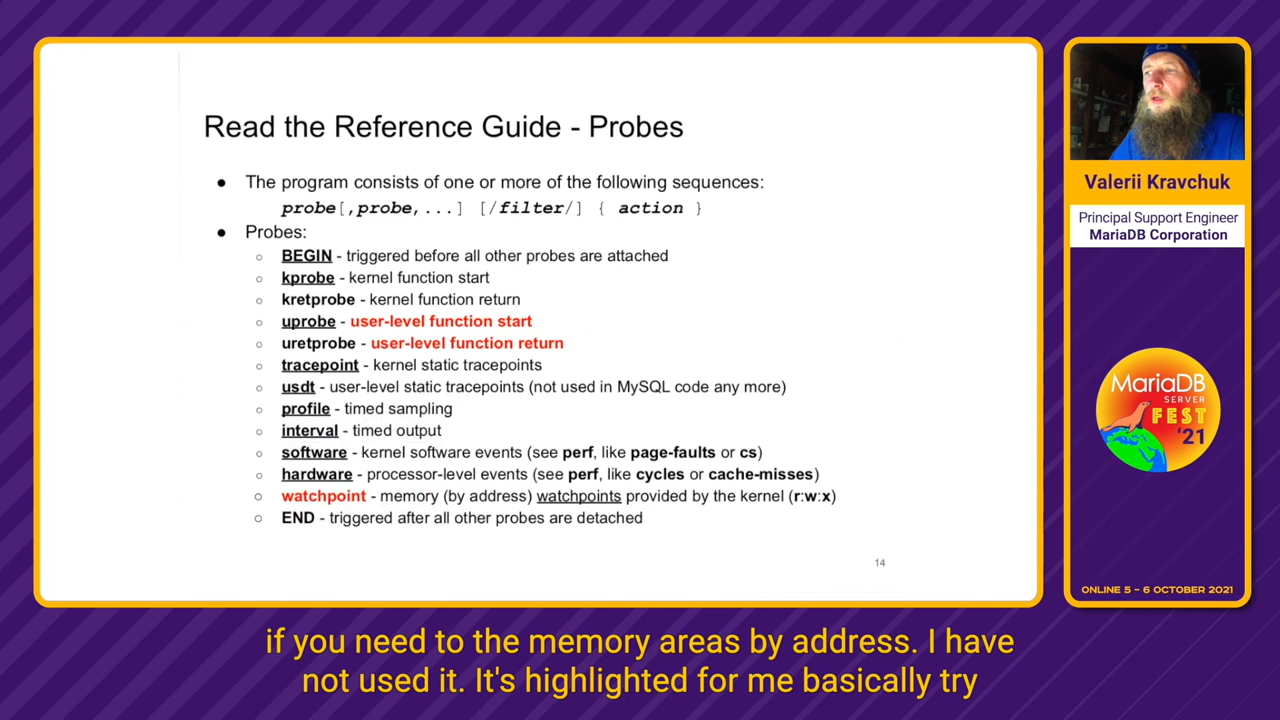 Read the Reference Guide - Probes
● The program consists of one or more of the following sequences:
probe[,probe,...] [/filter/] { action }
● Probes:
○ BEGIN - triggered before all other probes are attached
○ kprobe - kernel function start
○ kretprobe - kernel function return
○ uprobe - user-level function start
○ uretprobe - user-level function return
○ tracepoint - kernel static tracepoints
○ usdt - user-level static tracepoints (not used in MySQL code any more)
○ profile - timed sampling
○ interval - timed output
○ software - kernel software events (see perf, like page-faults or cs)
○ hardware - processor-level events (see perf, like cycles or cache-misses)
○ watchpoint - memory (by address) watchpoints provided by the kernel (r:w:x)
○ END - triggered after all other probes are detached
14
Valerii Kravchuk
Principal Support Engineer
MariaDB Corporation
MariaDB
SERVER
FEST
'21
ONLINE 5 - 6 OCTOBER 2021
if you need to the memory areas by address. I have
not used it. It's highlighted for me basically try